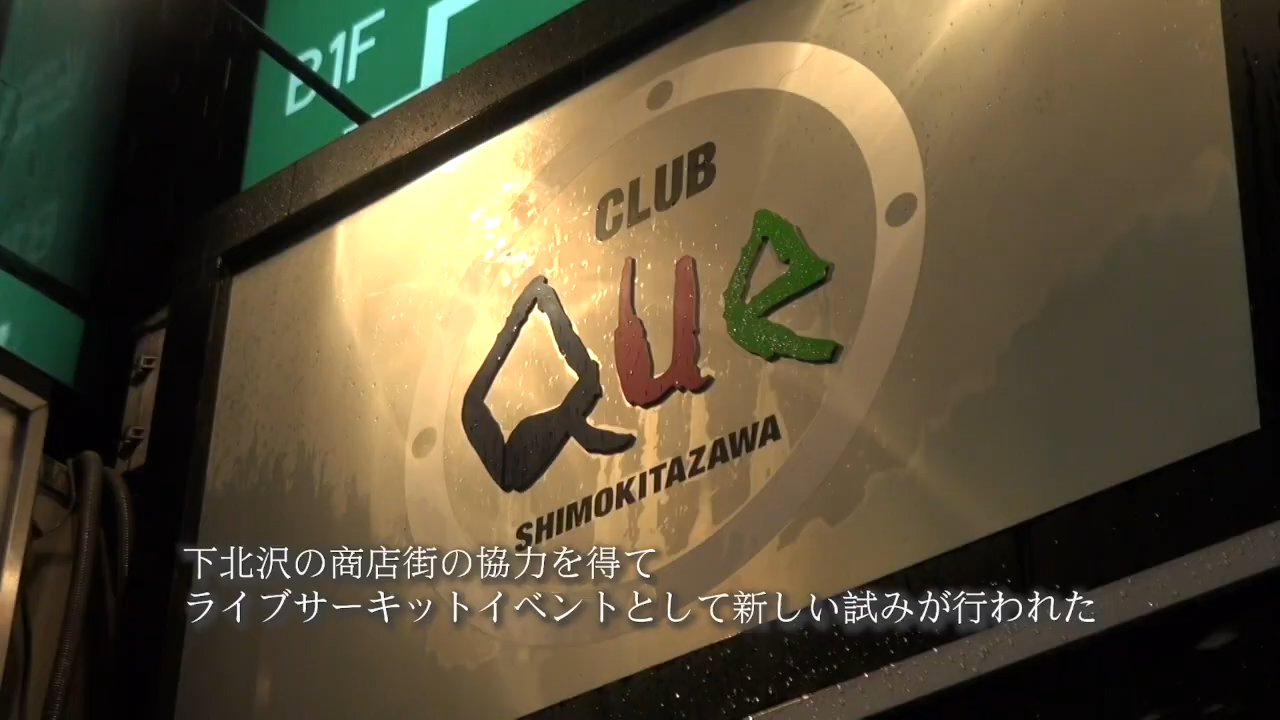 B1F
CLUB
Que
SHIMOKITAZAWA
下北沢の商店街の協力を得て
ライブサーキットイベントとして新しい試みが行われた